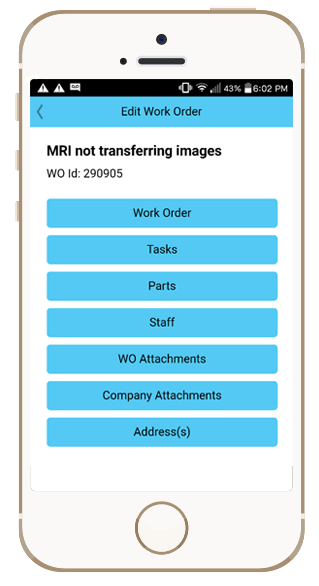 43% 6:02 PM
Edit Work Order
MRI not transferring images
WO Id: 290905
Work Order
Tasks
Parts
Staff
WO Attachments
Company Attachments
Address(s)